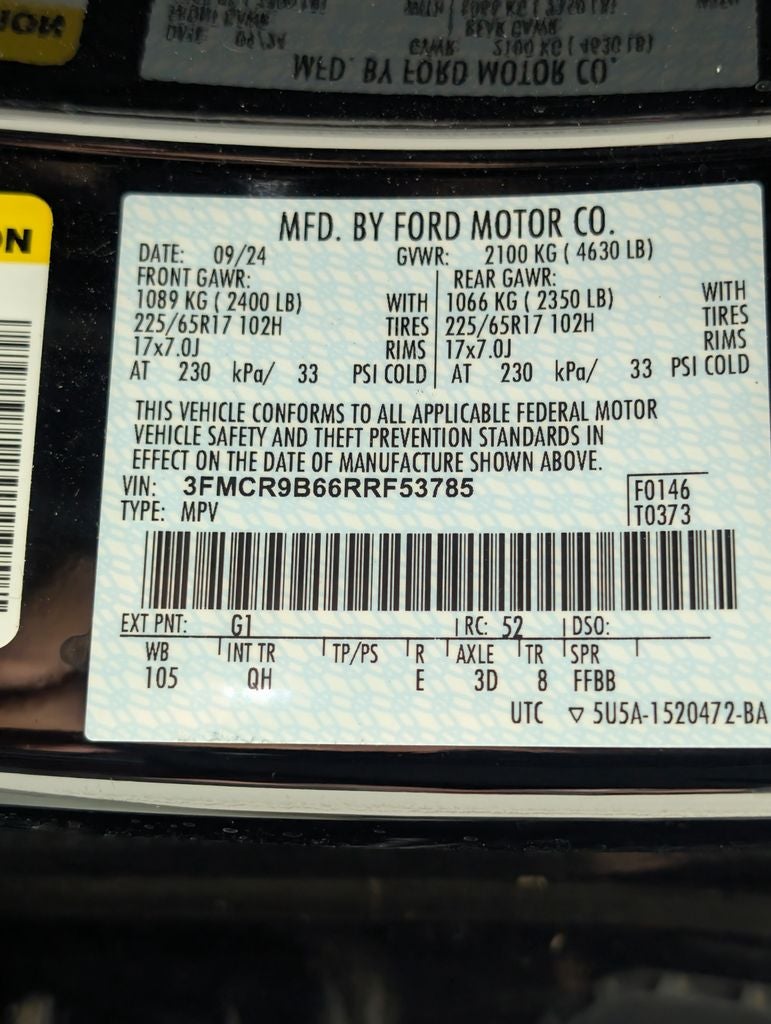 MFD. BY FORD MOTOR CO.
DATE: 09/24 GVWR: 2100 KG ( 4630 LB)
FRONT GAWR: REAR GAWR:
1089 KG ( 2400 LB) WITH 1066 KG ( 2350 LB) WITH
225/65R17 102H TIRES 225/65R17 102H TIRES
17x7.0J RIMS 17x7.0J RIMS
AT 230 kPa/ 33 PSI COLD AT 230 kPa/ 33 PSI COLD
THIS VEHICLE CONFORMS TO ALL APPLICABLE FEDERAL MOTOR
VEHICLE SAFETY AND THEFT PREVENTION STANDARDS IN
EFFECT ON THE DATE OF MANUFACTURE SHOWN ABOVE.
VIN: 3FMCR9B66RRF53785 F0146
TYPE: MPV T0373
EXT PNT: G1 RC: 52 DSO:
WB INT TR TP/PS R AXLE TR SPR
105 QH E 3D 8 FFBB
UTC ▽ 5U5A-1520472-BA